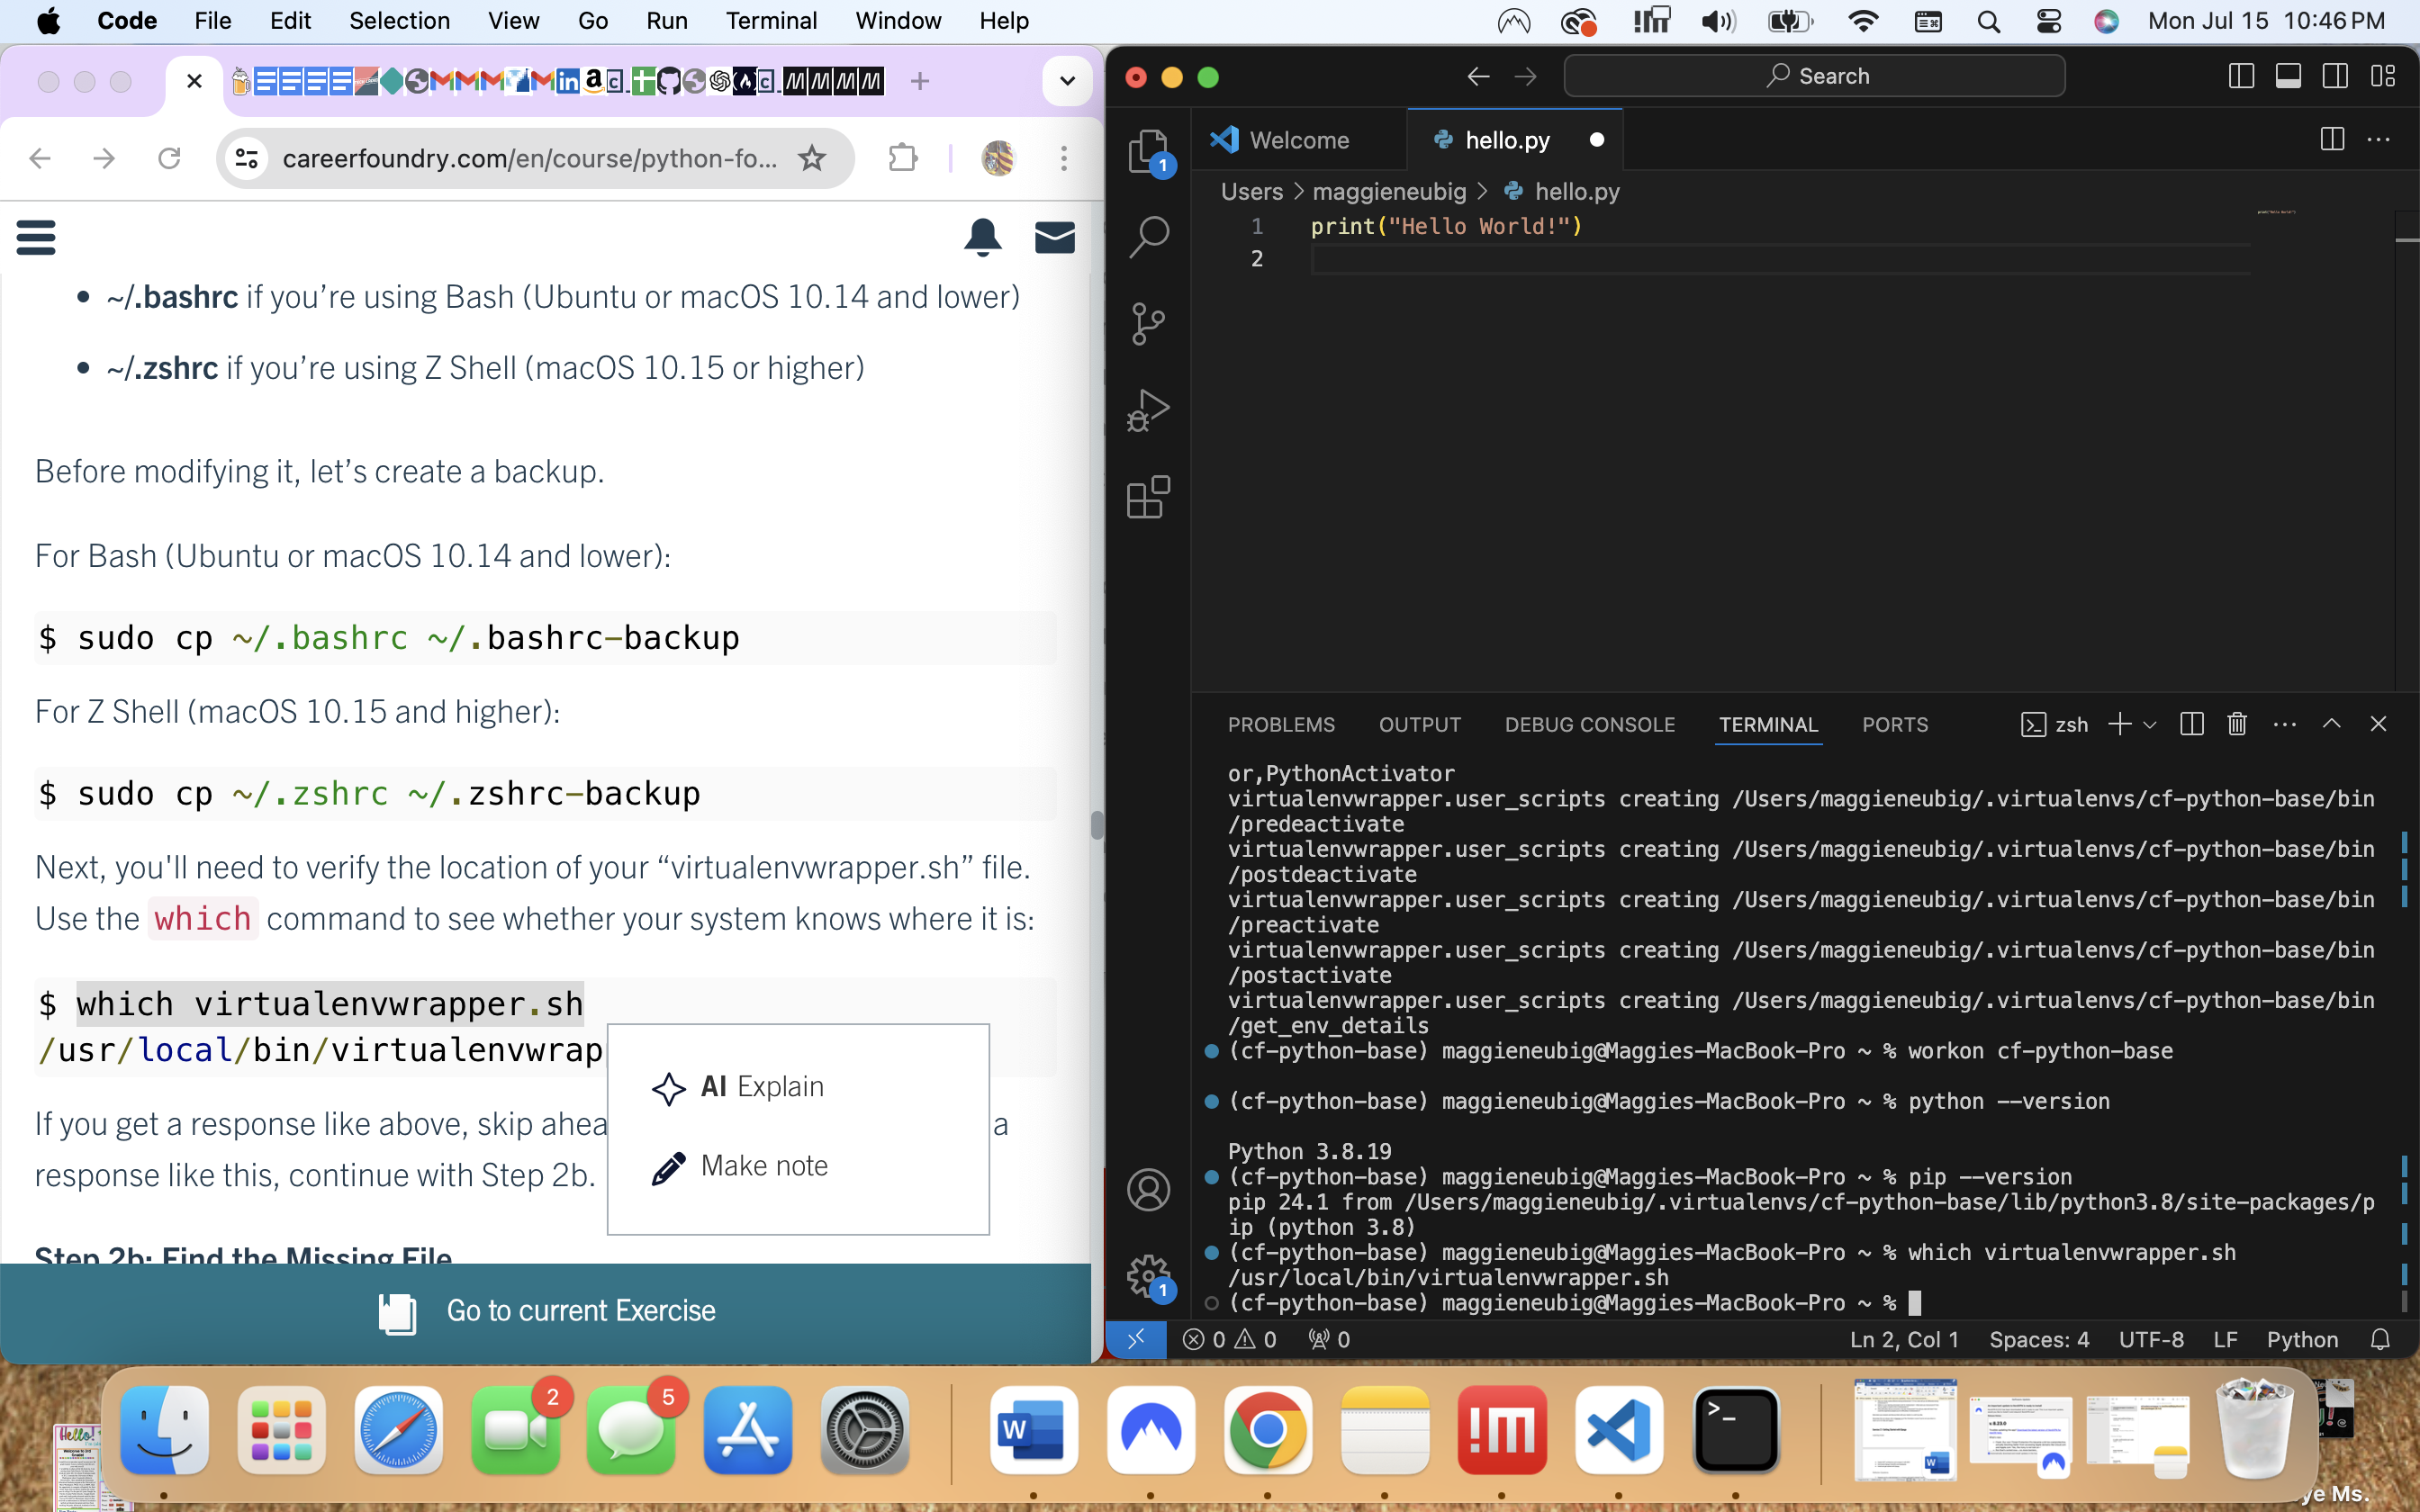 Code File Edit Selection View Go Run Terminal Window Help Mon Jul 15 10:46 PM
careerfoundry.com/en/course/python-fo...
~/.bashrc if you’re using Bash (Ubuntu or macOS 10.14 and lower)
~/.zshrc if you’re using Z Shell (macOS 10.15 or higher)
Before modifying it, let’s create a backup.
For Bash (Ubuntu or macOS 10.14 and lower):
$ sudo cp ~/.bashrc ~/.bashrc-backup
For Z Shell (macOS 10.15 and higher):
$ sudo cp ~/.zshrc ~/.zshrc-backup
Next, you'll need to verify the location of your “virtualenvwrapper.sh” file.
Use the which command to see whether your system knows where it is:
$ which virtualenvwrapper.sh
/usr/local/bin/virtualenvwrap
AI Explain
Make note
If you get a response like above, skip ahea a
response like this, continue with Step 2b.
Step 2b: Find the Missing File
Go to current Exercise
Search
Welcome
hello.py
Users > maggieneubig > hello.py
1 print("Hello World!")
2
1
PROBLEMS OUTPUT DEBUG CONSOLE TERMINAL PORTS zsh
or,PythonActivator
virtualenvwrapper.user_scripts creating /Users/maggieneubig/.virtualenvs/cf-python-base/bin
/predeactivate
virtualenvwrapper.user_scripts creating /Users/maggieneubig/.virtualenvs/cf-python-base/bin
/postdeactivate
virtualenvwrapper.user_scripts creating /Users/maggieneubig/.virtualenvs/cf-python-base/bin
/preactivate
virtualenvwrapper.user_scripts creating /Users/maggieneubig/.virtualenvs/cf-python-base/bin
/postactivate
virtualenvwrapper.user_scripts creating /Users/maggieneubig/.virtualenvs/cf-python-base/bin
/get_env_details
(cf-python-base) maggieneubig@Maggies-MacBook-Pro ~ % workon cf-python-base
(cf-python-base) maggieneubig@Maggies-MacBook-Pro ~ % python --version
Python 3.8.19
(cf-python-base) maggieneubig@Maggies-MacBook-Pro ~ % pip --version
pip 24.1 from /Users/maggieneubig/.virtualenvs/cf-python-base/lib/python3.8/site-packages/p
ip (python 3.8)
(cf-python-base) maggieneubig@Maggies-MacBook-Pro ~ % which virtualenvwrapper.sh
/usr/local/bin/virtualenvwrapper.sh
(cf-python-base) maggieneubig@Maggies-MacBook-Pro ~ %
1
0 0 0 Ln 2, Col 1 Spaces: 4 UTF-8 LF Python
2
5
W
Hello!
ye Ms.